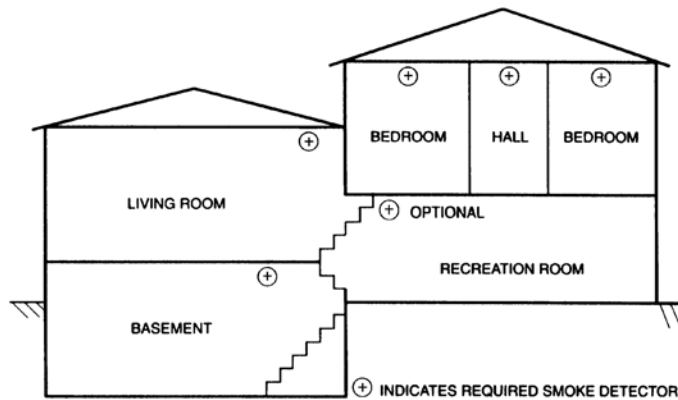 BEDROOM
HALL
BEDROOM
LIVING ROOM
OPTIONAL
RECREATION ROOM
BASEMENT
INDICATES REQUIRED SMOKE DETECTOR